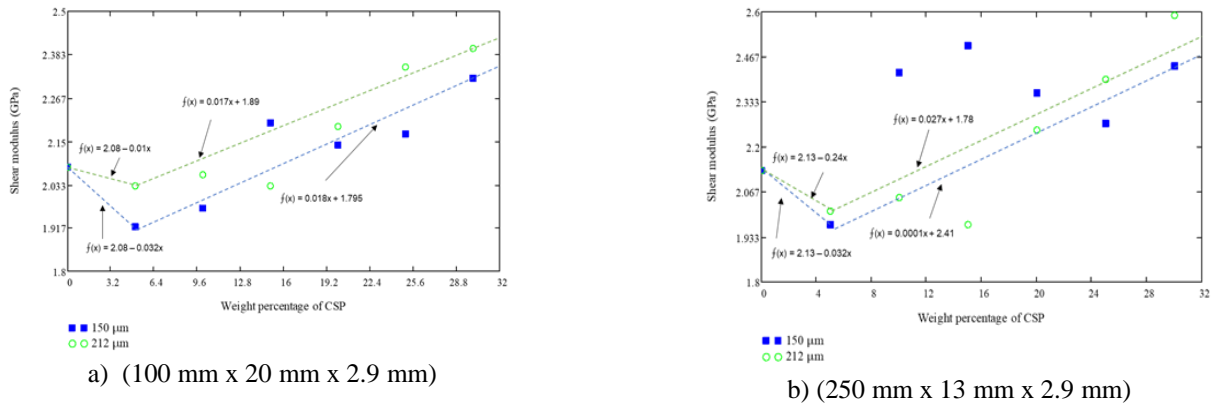 2.5
2.383
2.267
2.15
2.033
1.917
1.8
Shear modulus (GPa)
ƒ(x) = 0.017x + 1.89
ƒ(x) = 2.08 – 0.01x
ƒ(x) = 0.018x + 1.795
ƒ(x) = 2.08 – 0.032x
0 3.2 6.4 9.6 12.8 16 19.2 22.4 25.6 28.8 32
Weight percentage of CSP
150 µm
212 µm
a) (100 mm x 20 mm x 2.9 mm)
2.6
2.467
2.333
2.2
2.067
1.933
1.8
Shear modulus (GPa)
ƒ(x) = 0.027x + 1.78
ƒ(x) = 2.13 – 0.24x
ƒ(x) = 0.0001x + 2.41
ƒ(x) = 2.13 – 0.032x
0 4 8 12 16 20 24 28 32
Weight percentage of CSP
150 µm
212 µm
b) (250 mm x 13 mm x 2.9 mm)